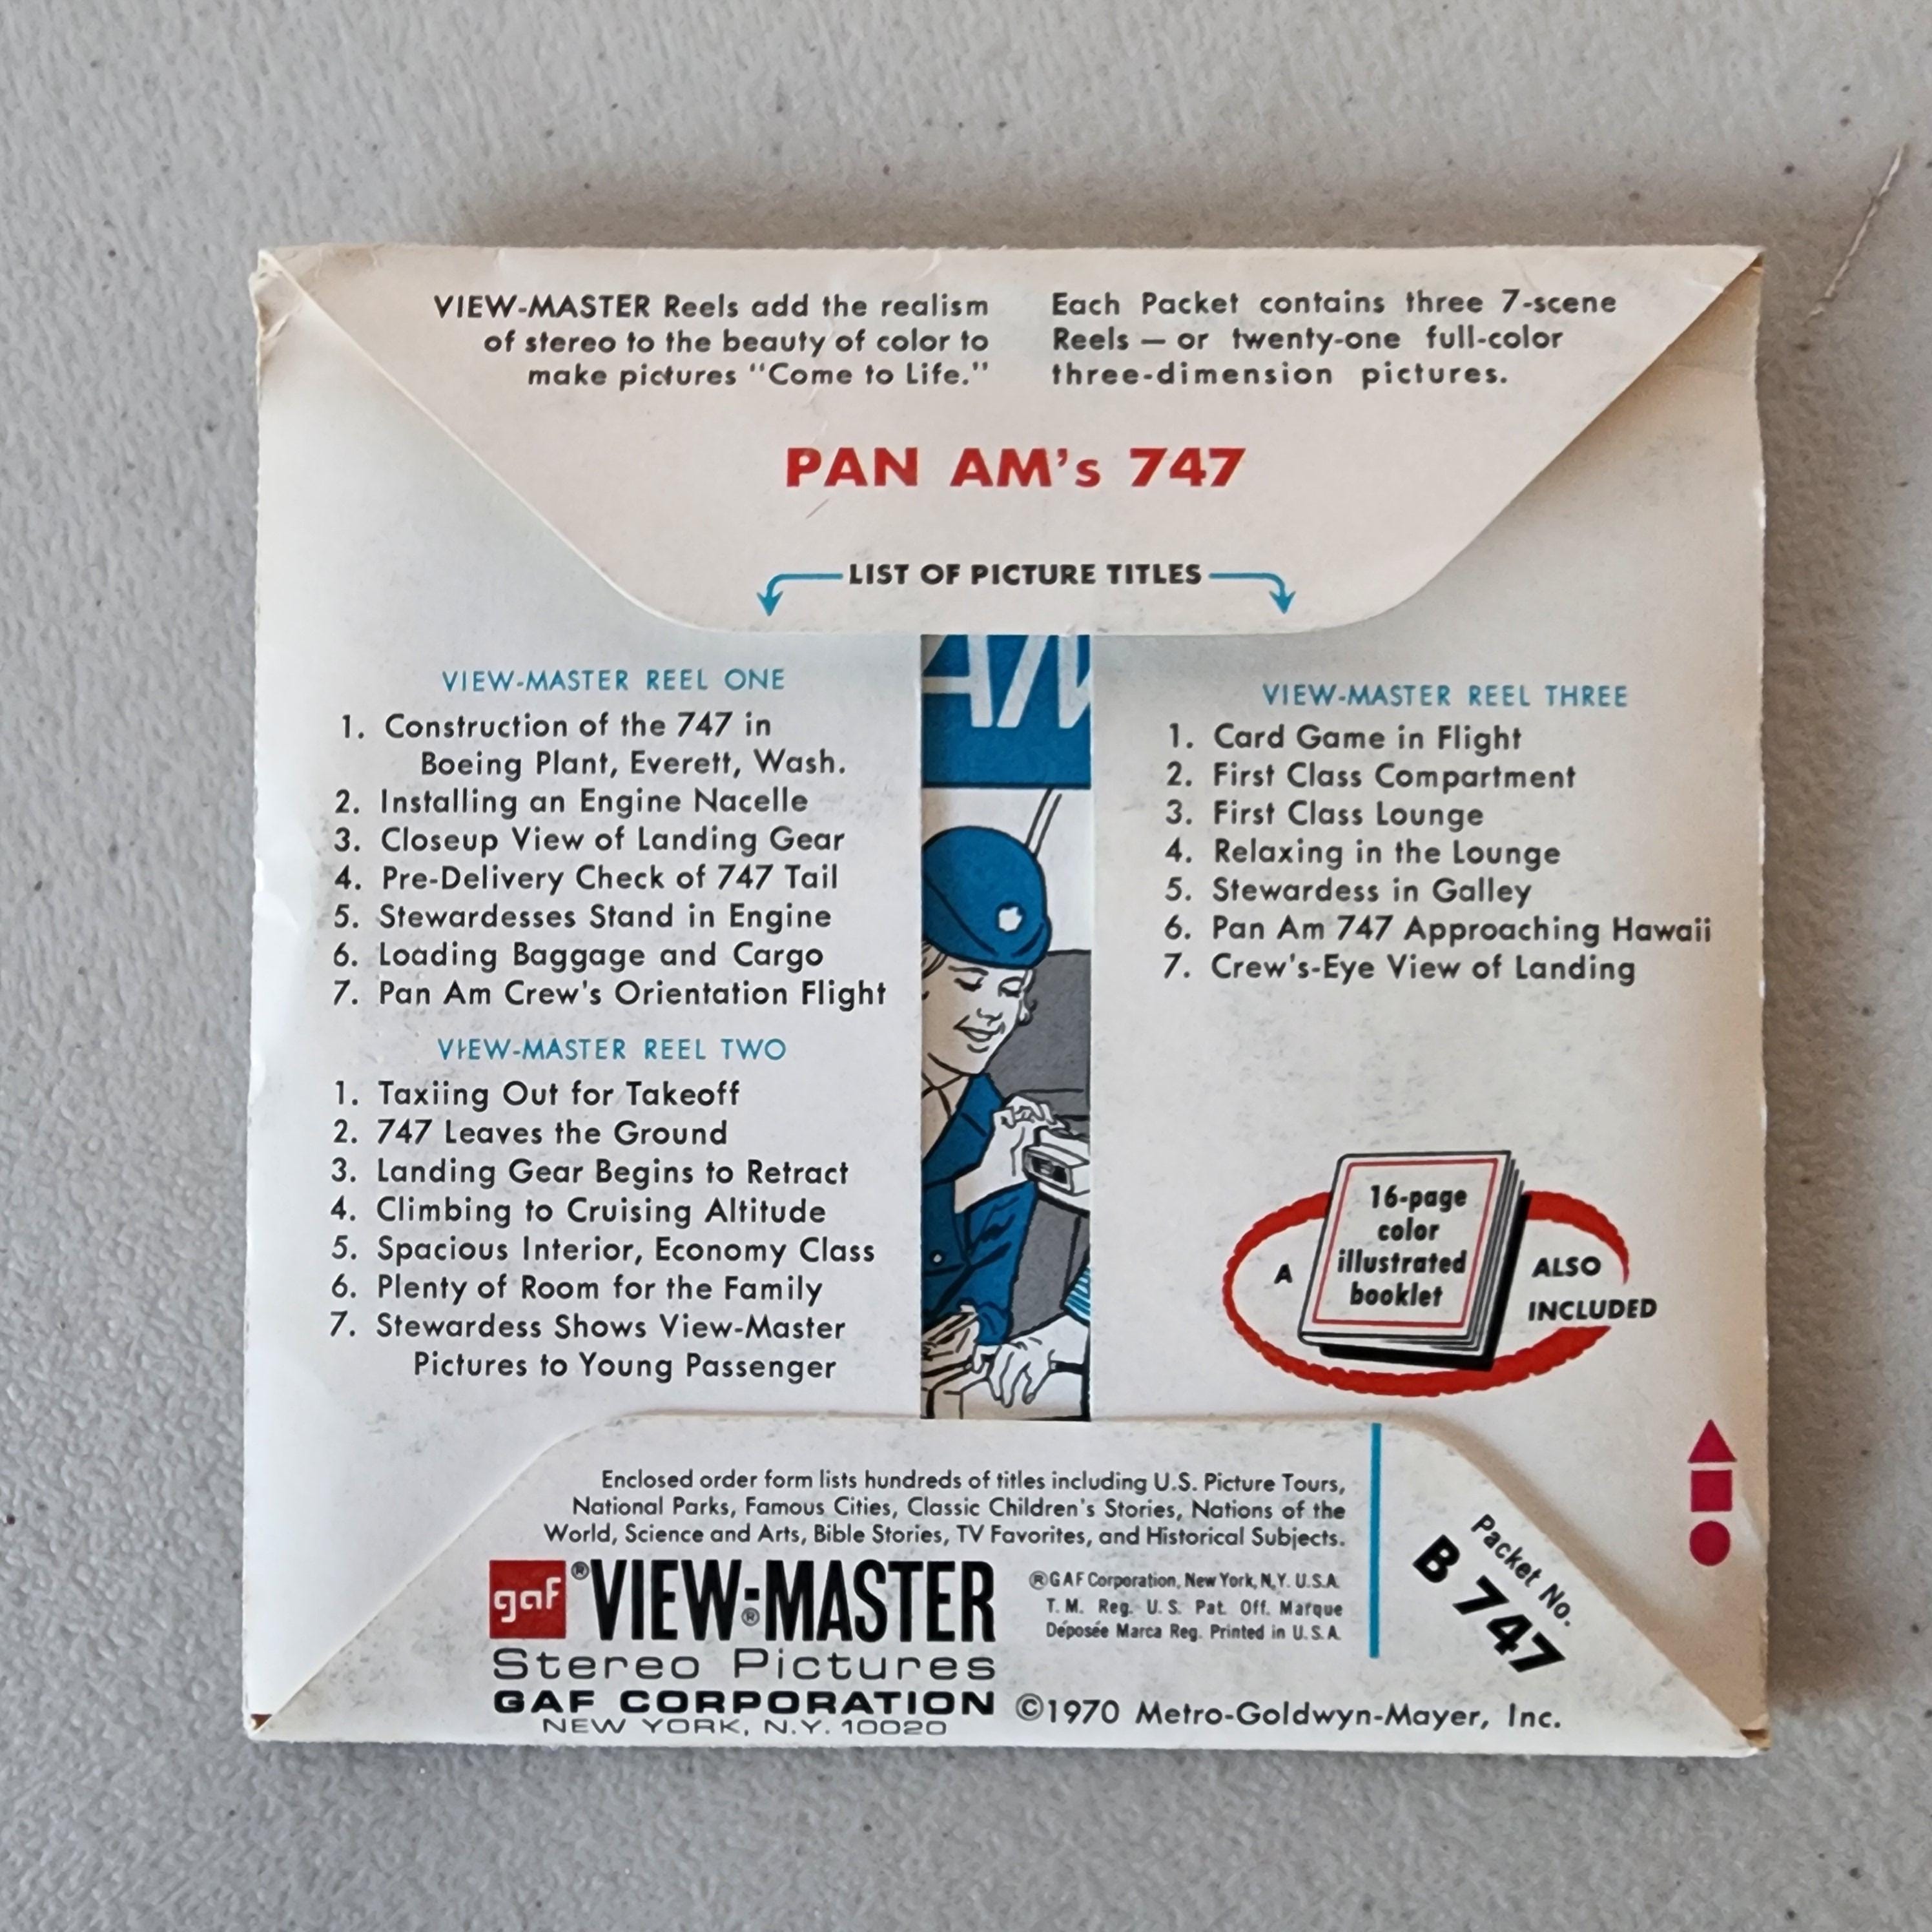 VIEW-MASTER Reels add the realism
of stereo to the beauty of color to
make pictures "Come to Life."
Each Packet contains three 7-scene
Reels — or twenty-one full-color
three-dimension pictures.
PAN AM's 747
LIST OF PICTURE TITLES
VIEW-MASTER REEL ONE
1. Construction of the 747 in
Boeing Plant, Everett, Wash.
2. Installing an Engine Nacelle
3. Closeup View of Landing Gear
4. Pre-Delivery Check of 747 Tail
5. Stewardesses Stand in Engine
6. Loading Baggage and Cargo
7. Pan Am Crew's Orientation Flight
VIEW-MASTER REEL TWO
1. Taxiing Out for Takeoff
2. 747 Leaves the Ground
3. Landing Gear Begins to Retract
4. Climbing to Cruising Altitude
5. Spacious Interior, Economy Class
6. Plenty of Room for the Family
7. Stewardess Shows View-Master
Pictures to Young Passenger
VIEW-MASTER REEL THREE
1. Card Game in Flight
2. First Class Compartment
3. First Class Lounge
4. Relaxing in the Lounge
5. Stewardess in Galley
6. Pan Am 747 Approaching Hawaii
7. Crew's-Eye View of Landing
A
16-page
color
illustrated
booklet
ALSO
INCLUDED
Enclosed order form lists hundreds of titles including U.S. Picture Tours,
National Parks, Famous Cities, Classic Children's Stories, Nations of the
World, Science and Arts, Bible Stories, TV Favorites, and Historical Subjects.
gaf® VIEW-MASTER®
Stereo Pictures
GAF CORPORATION
NEW YORK, N.Y. 10020
®GAF Corporation, New York, N.Y. U.S.A.
T. M. Reg. U. S. Pat. Off. Marque
Déposée Marca Reg. Printed in U.S.A.
©1970 Metro-Goldwyn-Mayer, Inc.
Packet No.
B 747